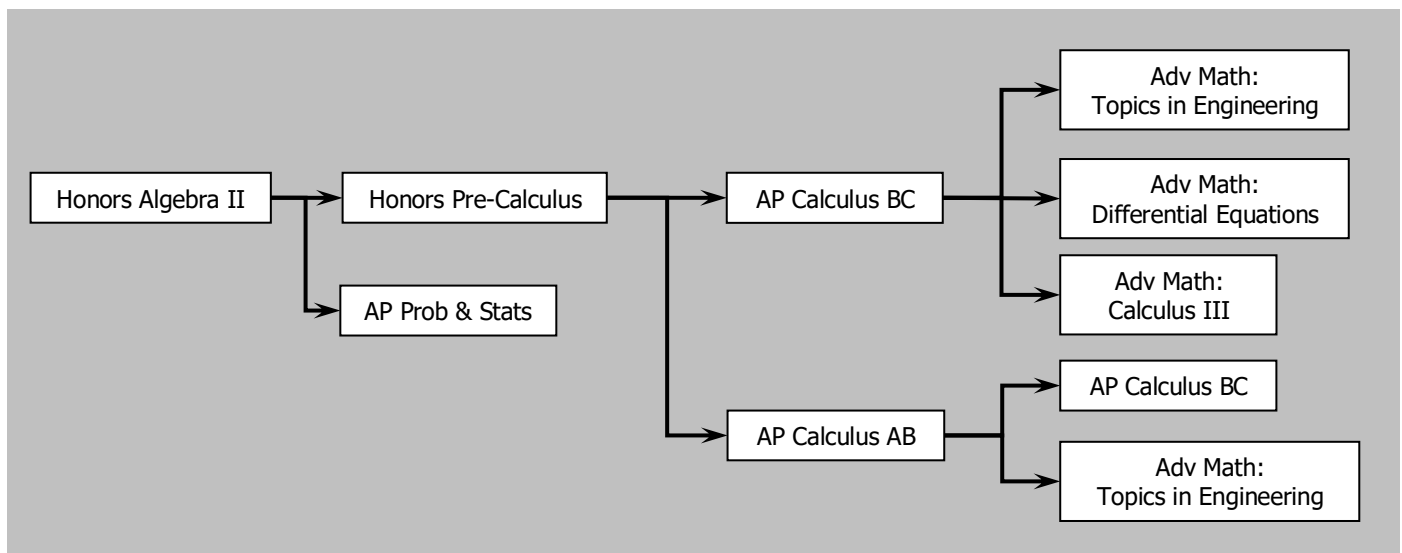 Adv Math:
Topics in Engineering
Honors Algebra II
Honors Pre-Calculus
AP Calculus BC
Adv Math:
Differential Equations
Adv Math:
Calculus III
AP Prob & Stats
AP Calculus BC
AP Calculus AB
Adv Math:
Topics in Engineering